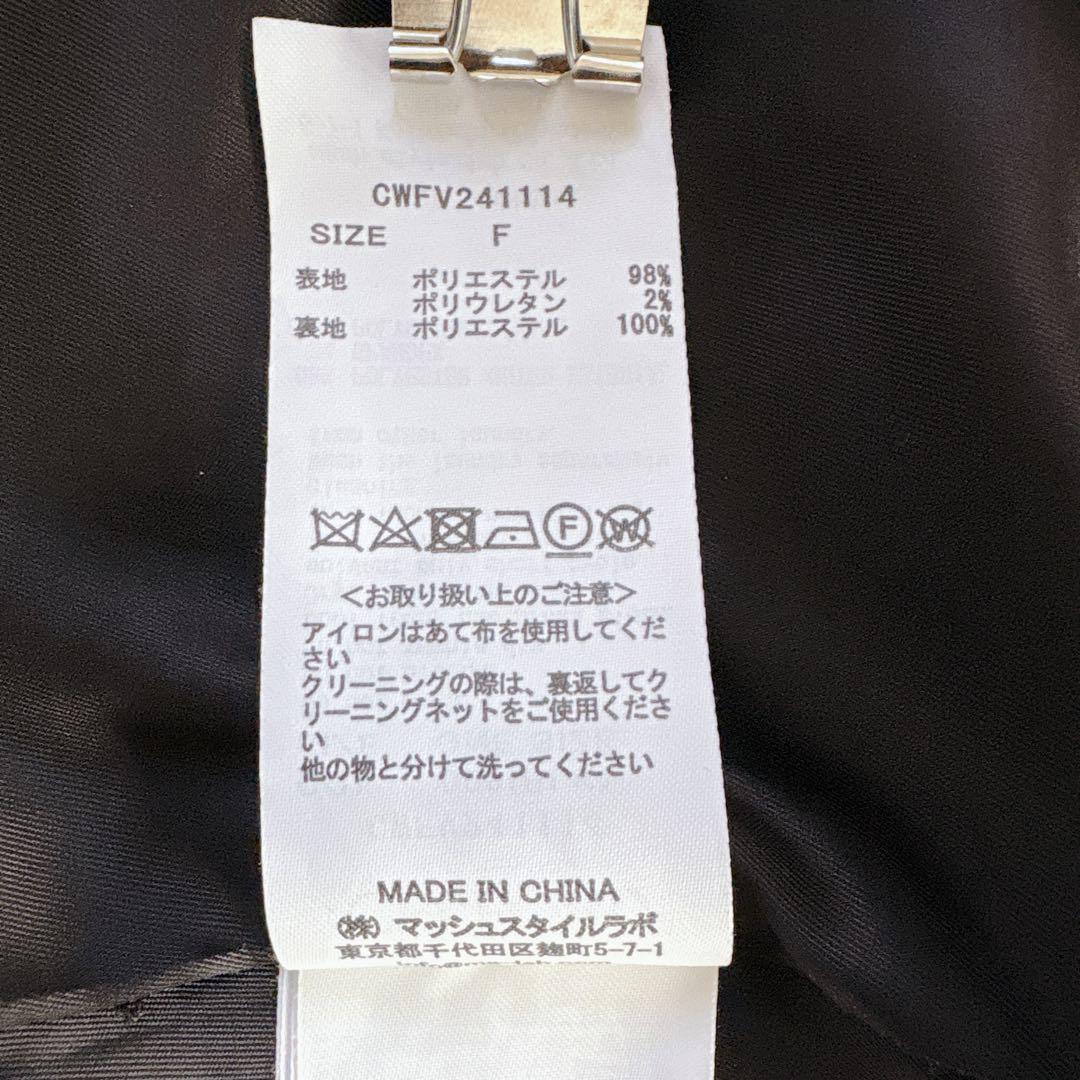 CWFV241114
SIZE F
表地 ポリエステル 98%
ポリウレタン 2%
裏地 ポリエステル 100%
F W
<お取り扱い上のご注意>
アイロンはあて布を使用してくだ
さい
クリーニングの際は、裏返してク
リーニングネットをご使用くださ
い
他の物と分けて洗ってください
MADE IN CHINA
㈱ マッシュスタイルラボ
東京都千代田区麹町5-7-1